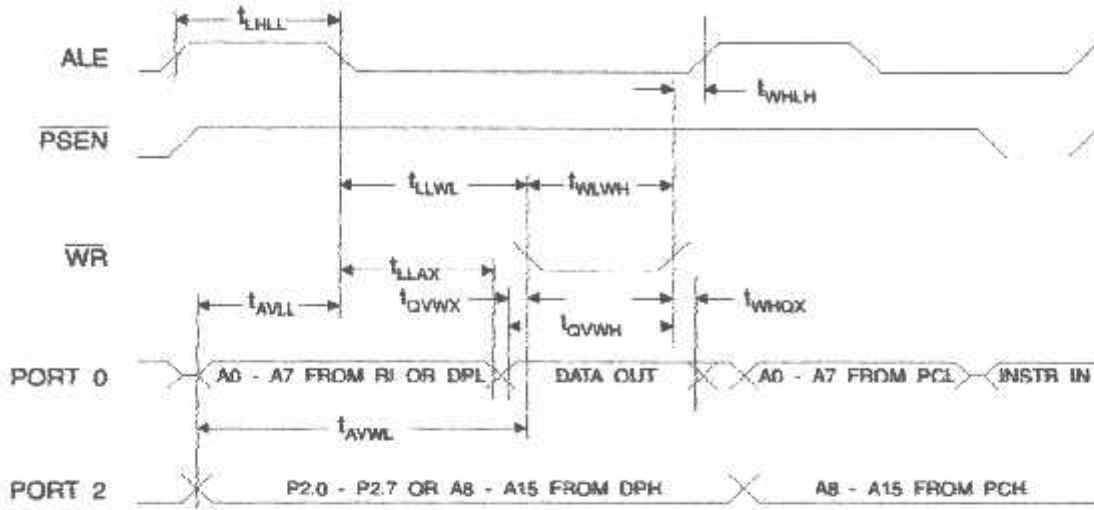 tLHLL
ALE
tWHLH
PSEN
tLLWL
tWLWH
WR
tLLAX
tAVLL
tQVWX
tWHQX
tQVWH
PORT 0
A0 - A7 FROM RI OR DPL
DATA OUT
A0 - A7 FROM PCL
INSTR IN
tAVWL
PORT 2
P2.0 - P2.7 OR A8 - A15 FROM DPH
A8 - A15 FROM PCH